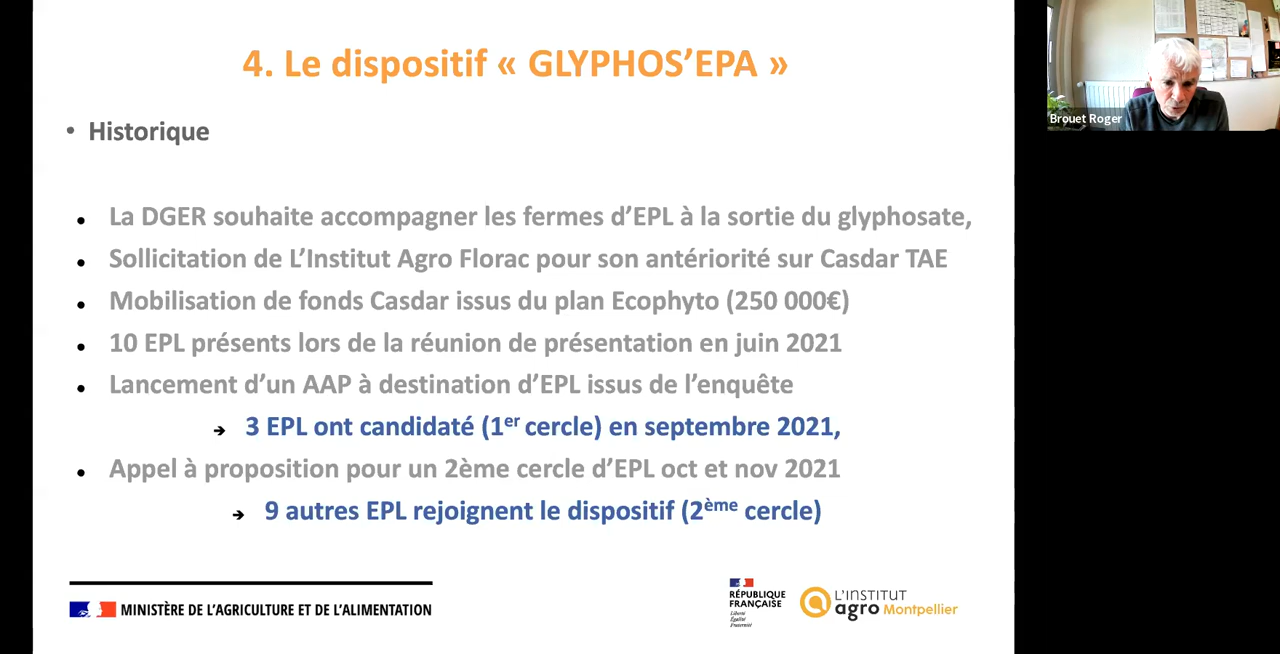 4. Le dispositif « GLYPHOS’EPA »
• Historique
• La DGER souhaite accompagner les fermes d’EPL à la sortie du glyphosate,
• Sollicitation de L’Institut Agro Florac pour son antériorité sur Casdar TAE
• Mobilisation de fonds Casdar issus du plan Ecophyto (250 000€)
• 10 EPL présents lors de la réunion de présentation en juin 2021
• Lancement d’un AAP à destination d’EPL issus de l’enquête
➔ 3 EPL ont candidaté (1er cercle) en septembre 2021,
• Appel à proposition pour un 2ème cercle d’EPL oct et nov 2021
➔ 9 autres EPL rejoignent le dispositif (2ème cercle)
MINISTÈRE DE L’AGRICULTURE ET DE L’ALIMENTATION
RÉPUBLIQUE
FRANÇAISE
Liberté
Égalité
Fraternité
L’INSTITUT
agro Montpellier
Brouet Roger